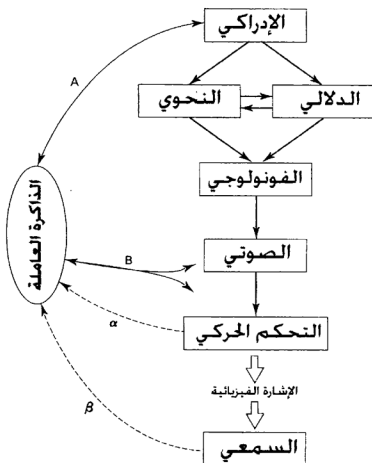 الإدراكي
A
الدلالي
النحوي
الفونولوجي
الذاكرة العاملة
الصوتي
B
التحكم الحركي
α
الإشارة الفيزيائية
β
السمعي